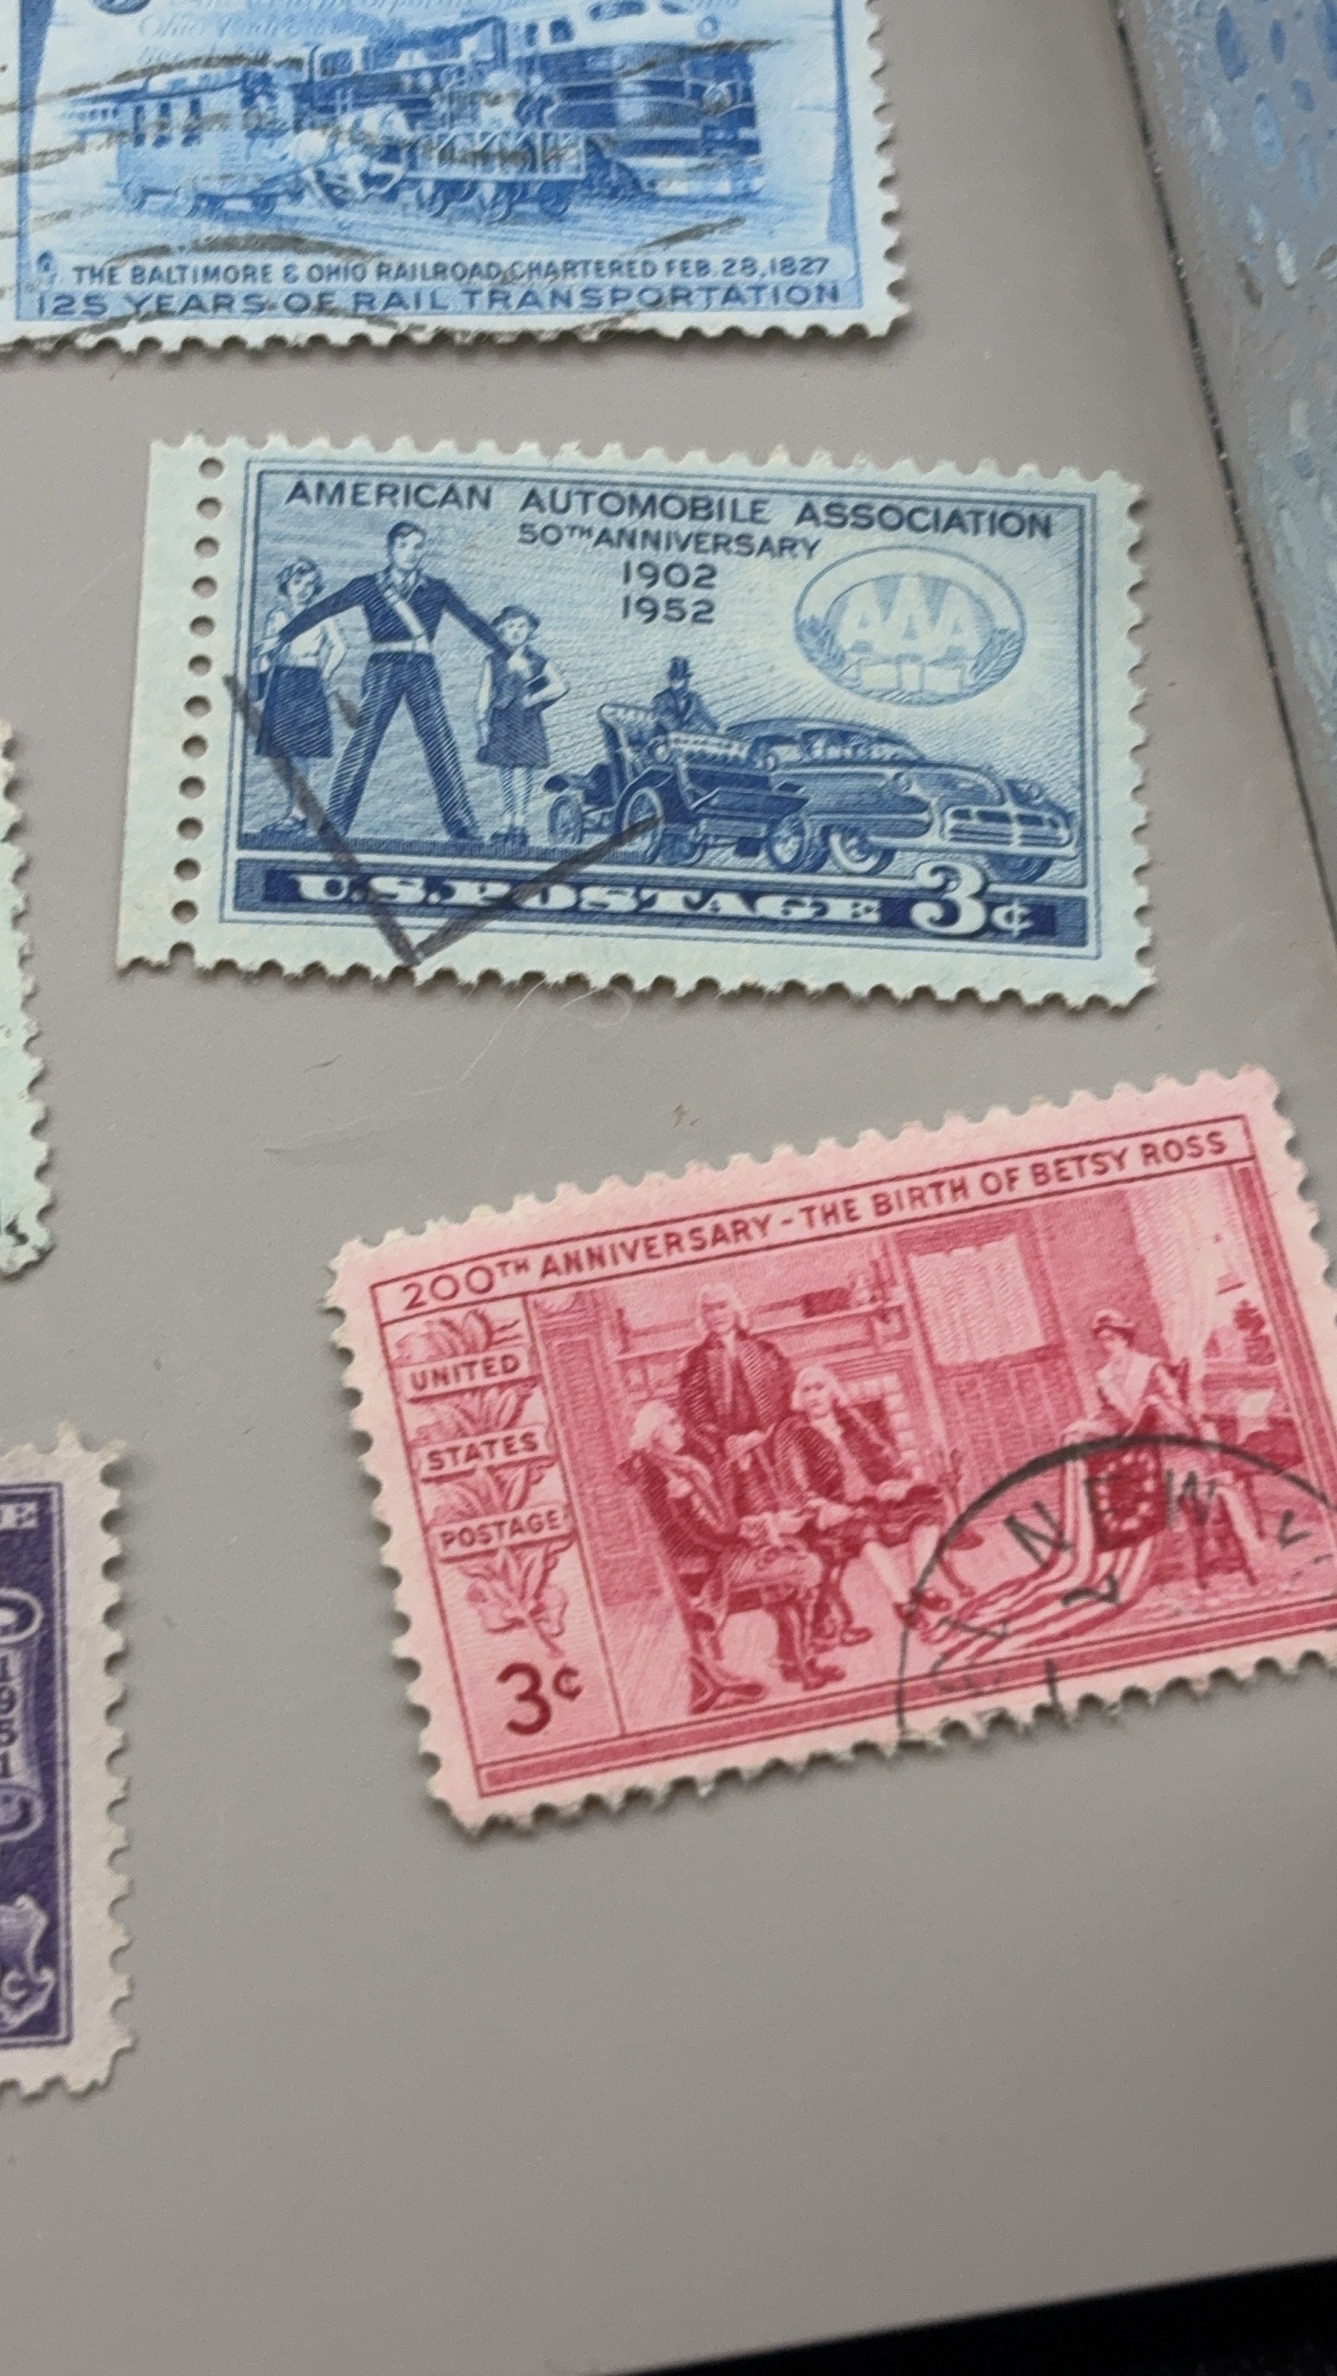 THE BALTIMORE & OHIO RAILROAD, CHARTERED FEB. 28, 1827
125 YEARS OF RAIL TRANSPORTATION
AMERICAN AUTOMOBILE ASSOCIATION
50TH ANNIVERSARY
1902
1952
AAA
U.S. POSTAGE 3¢
200TH ANNIVERSARY - THE BIRTH OF BETSY ROSS
UNITED
STATES
POSTAGE
3¢
NEW